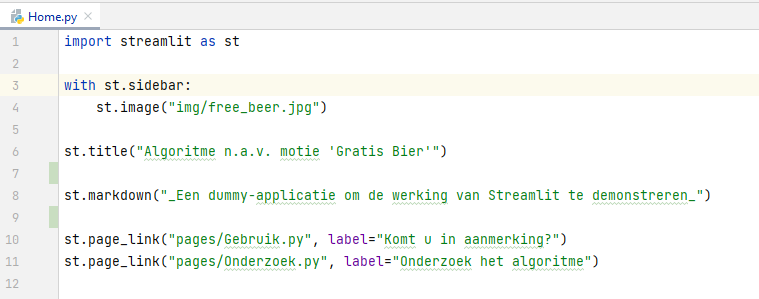 Home.py
1 import streamlit as st
2
3 with st.sidebar:
4     st.image("img/free_beer.jpg")
5
6 st.title("Algoritme n.a.v. motie 'Gratis Bier'")
7
8 st.markdown("_Een dummy-applicatie om de werking van Streamlit te demonstreren_")
9
10 st.page_link("pages/Gebruik.py", label="Komt u in aanmerking?")
11 st.page_link("pages/Onderzoek.py", label="Onderzoek het algoritme")
12